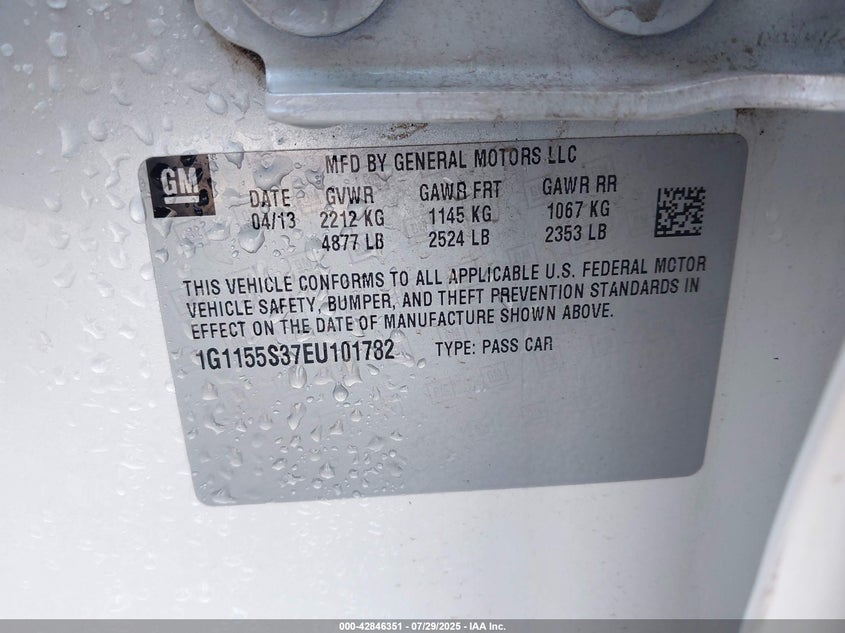 GM
MFD BY GENERAL MOTORS LLC
DATE GVWR GAWR FRT GAWR RR
04/13 2212 KG 1145 KG 1067 KG
4877 LB 2524 LB 2353 LB
THIS VEHICLE CONFORMS TO ALL APPLICABLE U.S. FEDERAL MOTOR
VEHICLE SAFETY, BUMPER, AND THEFT PREVENTION STANDARDS IN
EFFECT ON THE DATE OF MANUFACTURE SHOWN ABOVE.
1G1155S37EU101782 TYPE: PASS CAR
000-42846351 | 07/29/2025 - IAA Inc.